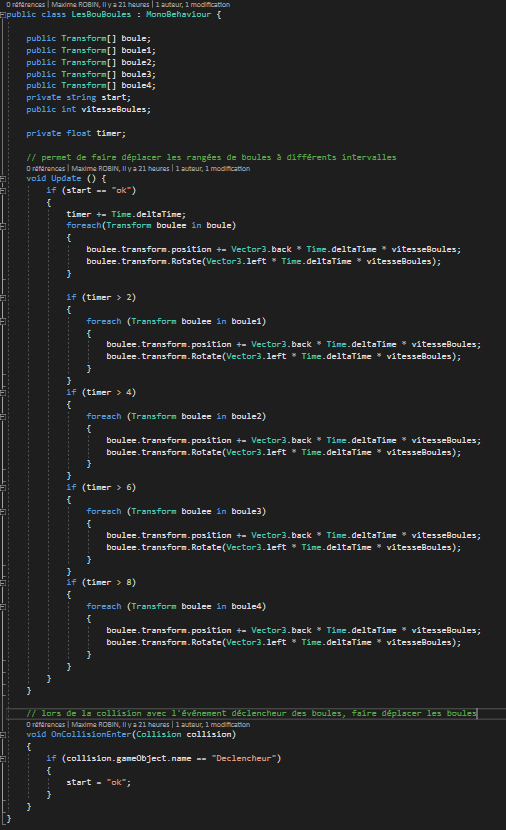 0 références | Maxime ROBIN, Il y a 21 heures | 1 auteur, 1 modification
public class LesBouBoules : MonoBehaviour {
public Transform[] boule;
public Transform[] boule1;
public Transform[] boule2;
public Transform[] boule3;
public Transform[] boule4;
private string start;
public int vitesseBoules;
private float timer;
// permet de faire déplacer les rangées de boules à différents intervalles
0 références | Maxime ROBIN, Il y a 21 heures | 1 auteur, 1 modification
void Update () {
if (start == "ok")
{
timer += Time.deltaTime;
foreach(Transform boulee in boule)
{
boulee.transform.position += Vector3.back * Time.deltaTime * vitesseBoules;
boulee.transform.Rotate(Vector3.left * Time.deltaTime * vitesseBoules);
}
if (timer > 2)
{
foreach (Transform boulee in boule1)
{
boulee.transform.position += Vector3.back * Time.deltaTime * vitesseBoules;
boulee.transform.Rotate(Vector3.left * Time.deltaTime * vitesseBoules);
}
}
if (timer > 4)
{
foreach (Transform boulee in boule2)
{
boulee.transform.position += Vector3.back * Time.deltaTime * vitesseBoules;
boulee.transform.Rotate(Vector3.left * Time.deltaTime * vitesseBoules);
}
}
if (timer > 6)
{
foreach (Transform boulee in boule3)
{
boulee.transform.position += Vector3.back * Time.deltaTime * vitesseBoules;
boulee.transform.Rotate(Vector3.left * Time.deltaTime * vitesseBoules);
}
}
if (timer > 8)
{
foreach (Transform boulee in boule4)
{
boulee.transform.position += Vector3.back * Time.deltaTime * vitesseBoules;
boulee.transform.Rotate(Vector3.left * Time.deltaTime * vitesseBoules);
}
}
}
}
// lors de la collision avec l'événement déclencheur des boules, faire déplacer les boules
0 références | Maxime ROBIN, Il y a 21 heures | 1 auteur, 1 modification
void OnCollisionEnter(Collision collision)
{
if (collision.gameObject.name == "Declencheur")
{
start = "ok";
}
}
}